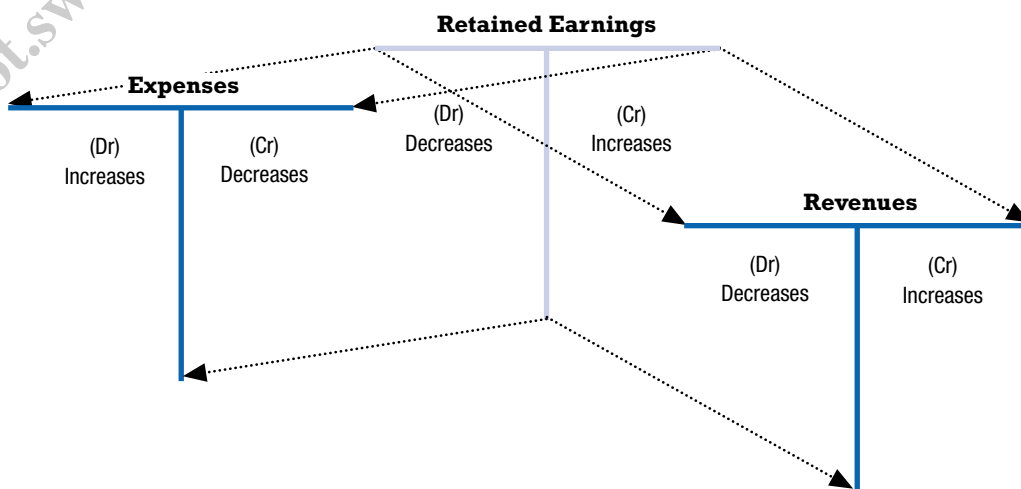 Retained Earnings
Expenses
(Dr)
Increases
(Cr)
Decreases
(Dr)
Decreases
(Cr)
Increases
Revenues
(Dr)
Decreases
(Cr)
Increases